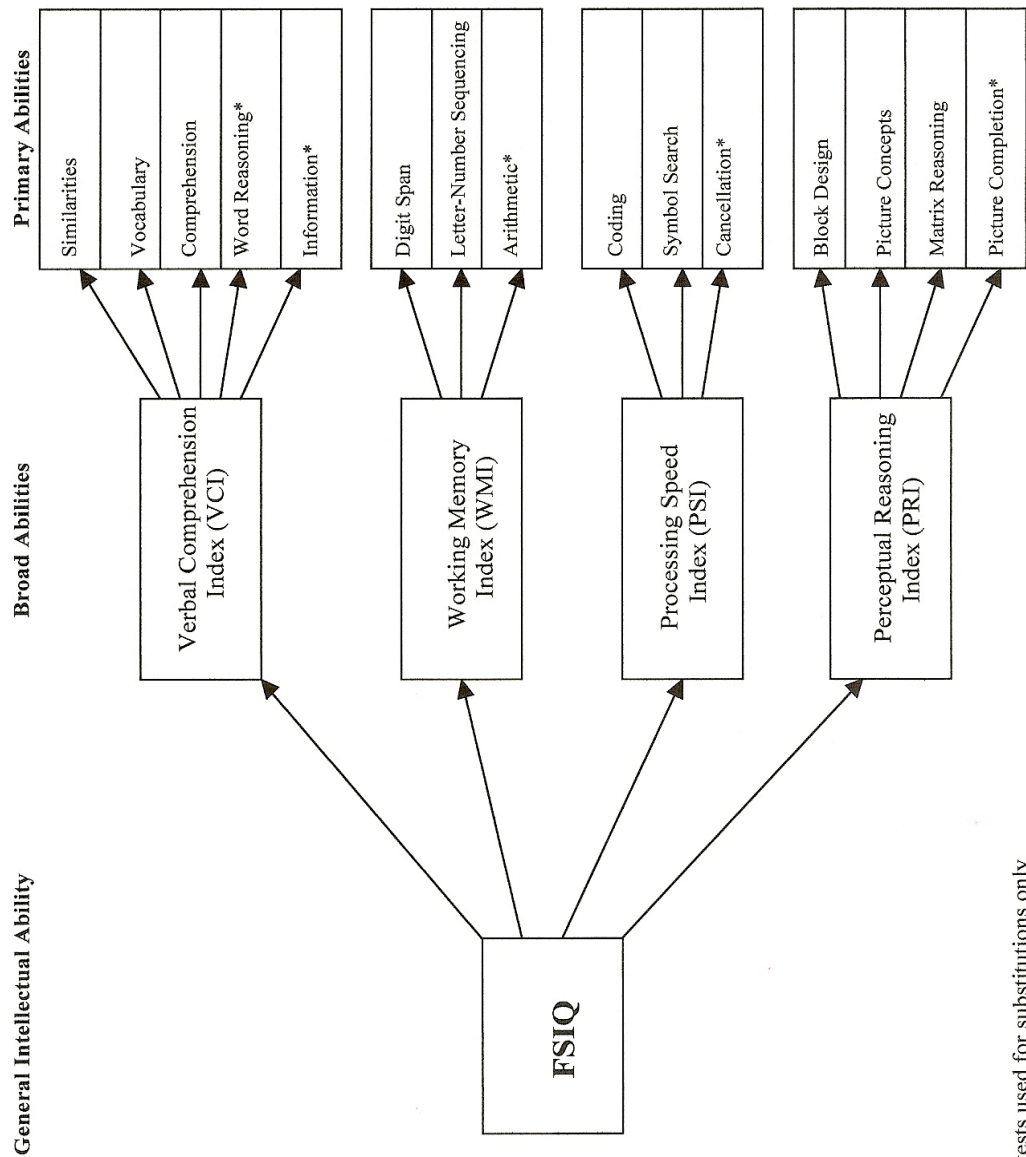 General Intellectual Ability
Broad Abilities
Primary Abilities
FSIQ
Verbal Comprehension
Index (VCI)
Working Memory
Index (WMI)
Processing Speed
Index (PSI)
Perceptual Reasoning
Index (PRI)
Similarities
Vocabulary
Comprehension
Word Reasoning*
Information*
Digit Span
Letter-Number Sequencing
Arithmetic*
Coding
Symbol Search
Cancellation*
Block Design
Picture Concepts
Matrix Reasoning
Picture Completion*
ests used for substitutions only